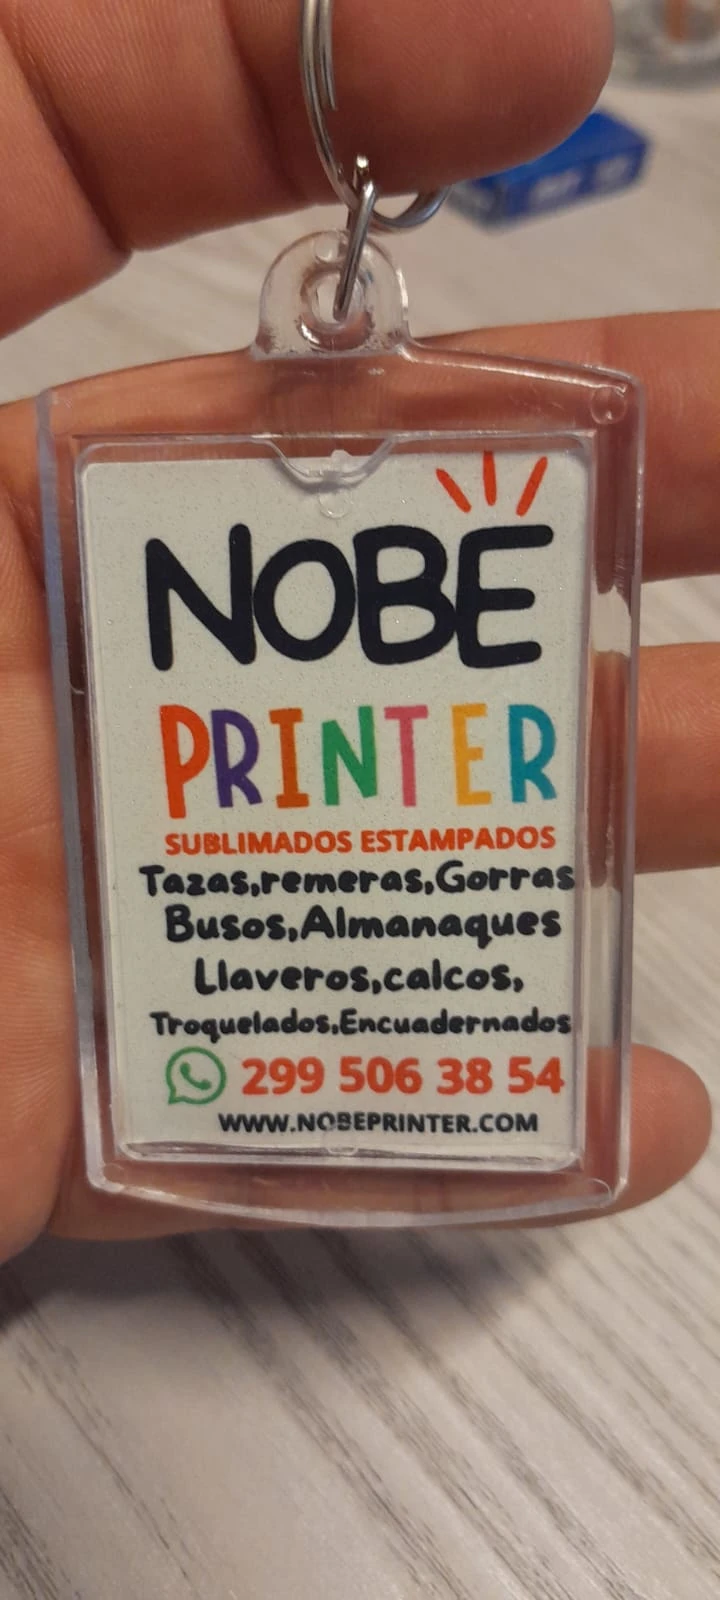 NOBE
PRINTER
SUBLIMADOS ESTAMPADOS
Tazas,remeras,Gorras
Busos,Almanaques
Llaveros,calcos,
Troquelados,Encuadernados
299 506 38 54
WWW.NOBEPRINTER.COM